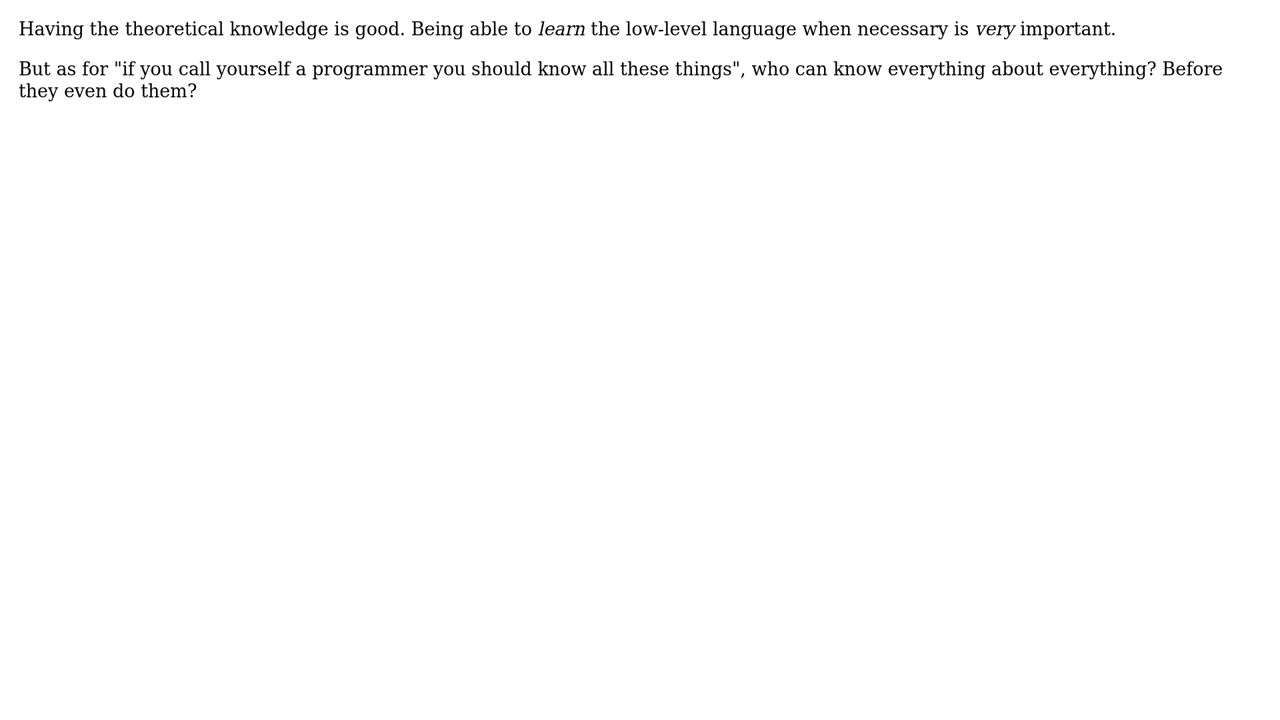 Having the theoretical knowledge is good. Being able to learn the low-level language when necessary is very important.
But as for "if you call yourself a programmer you should know all these things", who can know everything about everything? Before
they even do them?